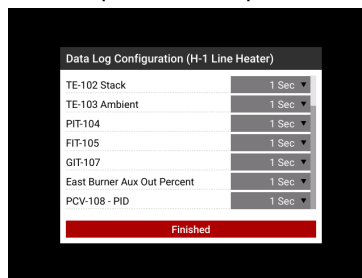 Data Log Configuration (H-1 Line Heater)
TE-102 Stack 1 Sec
TE-103 Ambient 1 Sec
PIT-104 1 Sec
FIT-105 1 Sec
GIT-107 1 Sec
East Burner Aux Out Percent 1 Sec
PCV-108 - PID 1 Sec
Finished